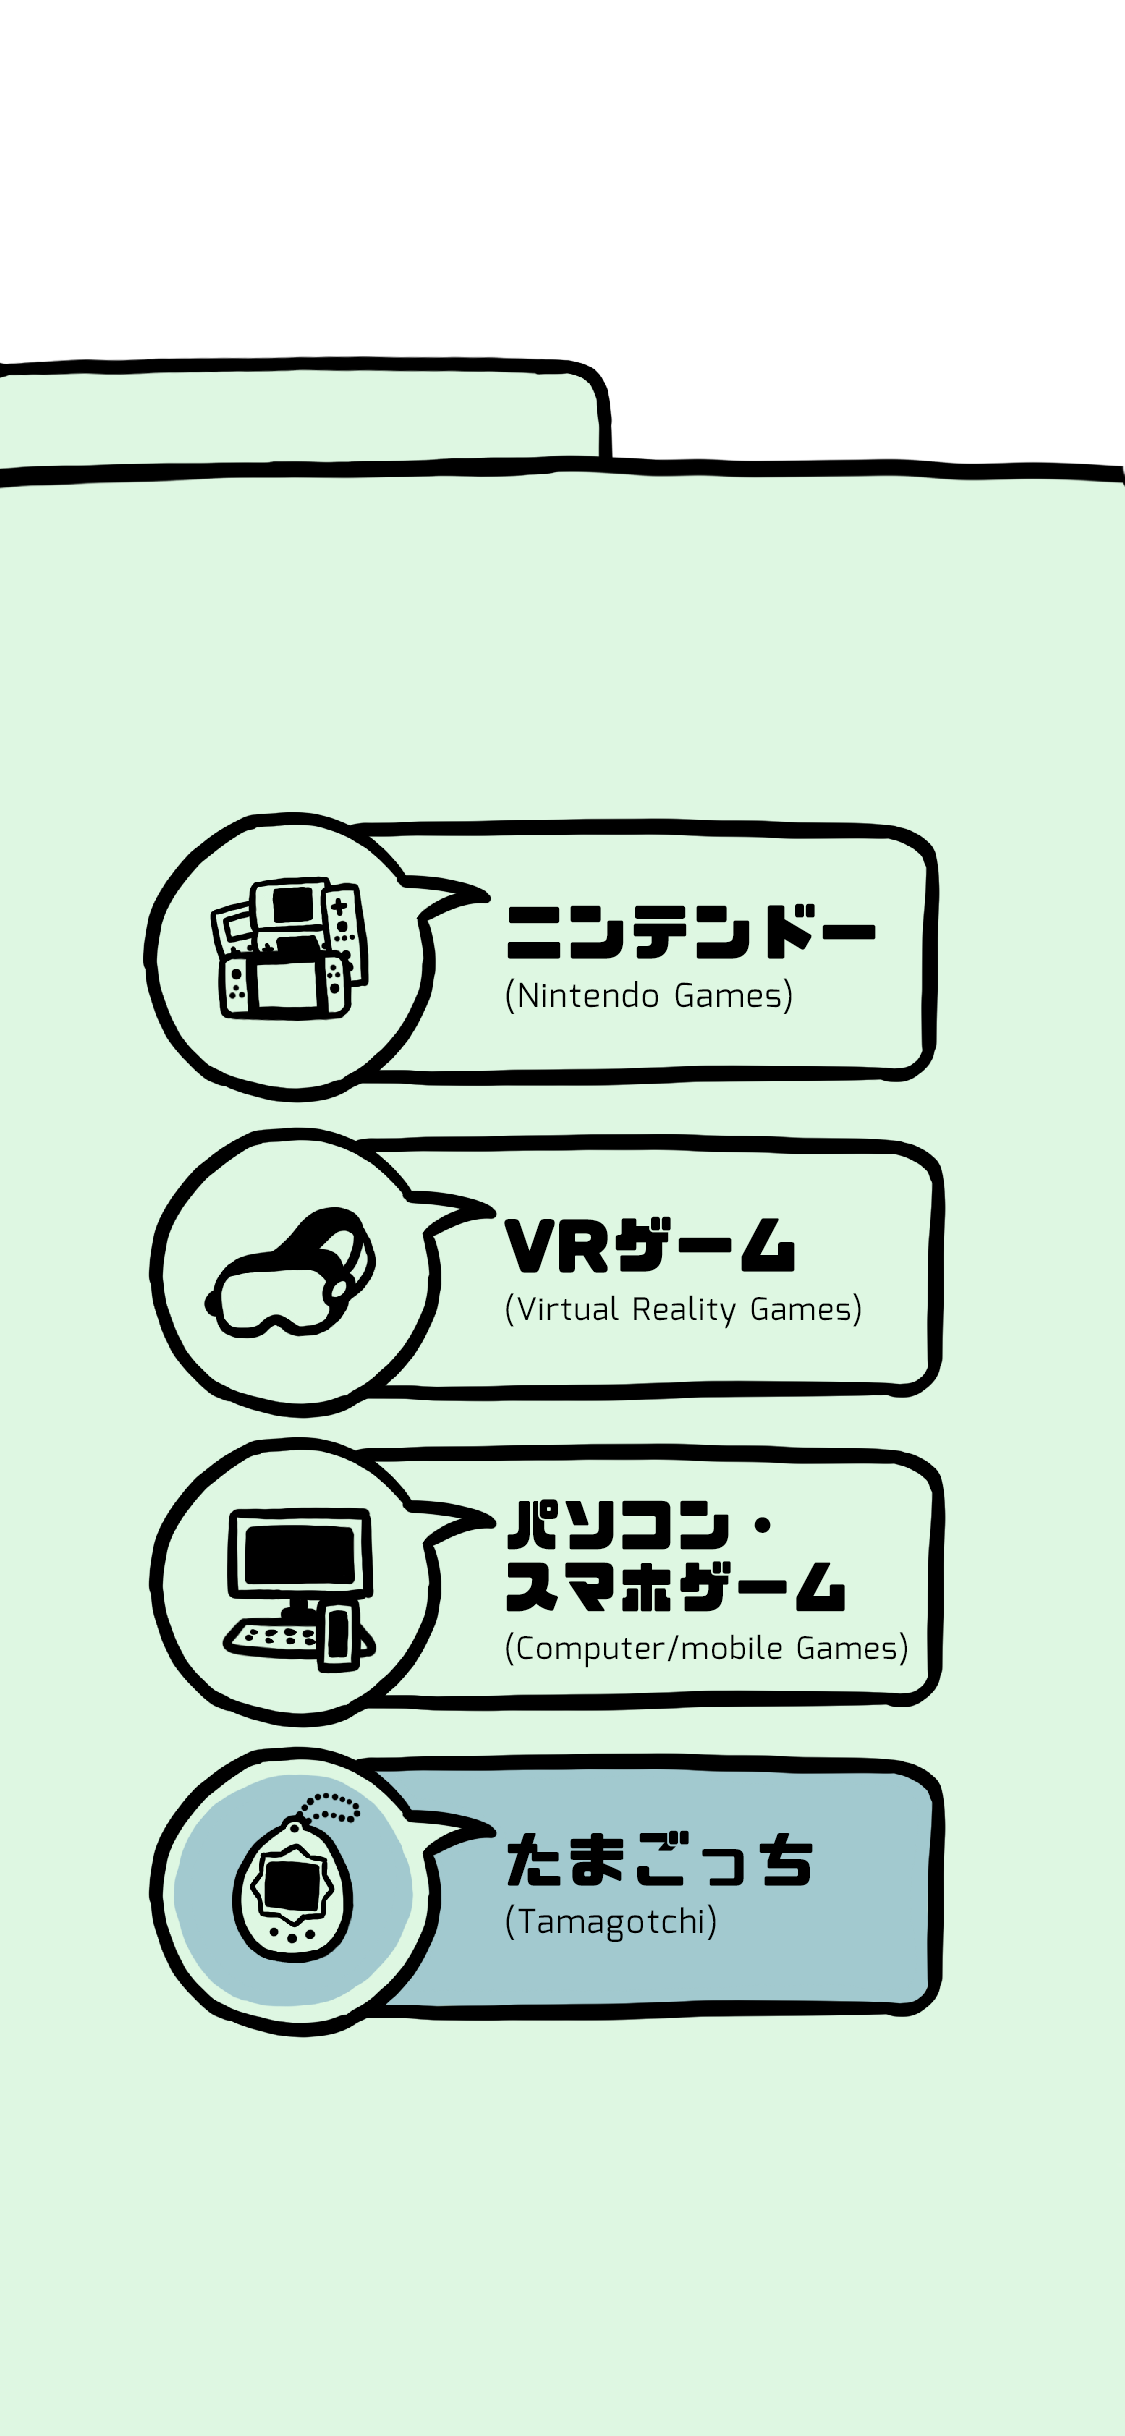 ニンテンドー
(Nintendo Games)
VRゲーム
(Virtual Reality Games)
パソコン・
スマホゲーム
(Computer/mobile Games)
たまごっち
(Tamagotchi)